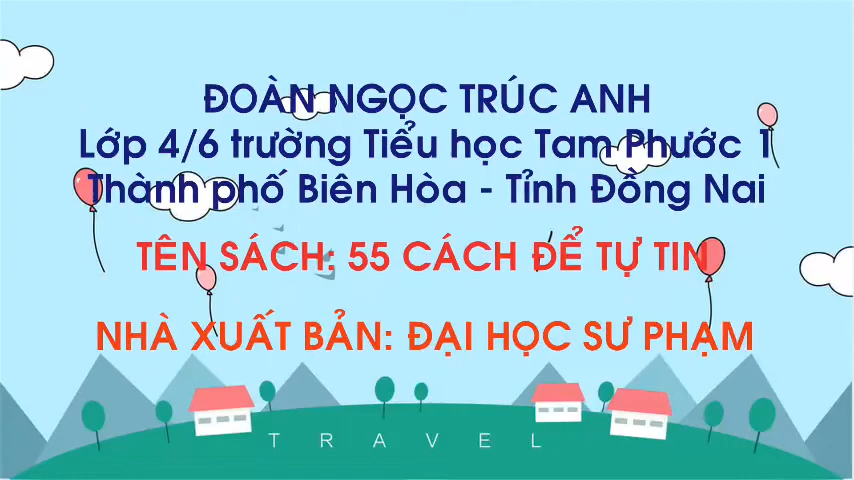 ĐOÀN NGỌC TRÚC ANH
Lớp 4/6 trường Tiểu học Tam Phước 1
Thành phố Biên Hòa - Tỉnh Đồng Nai
TÊN SÁCH: 55 CÁCH ĐỂ TỰ TIN
NHÀ XUẤT BẢN: ĐẠI HỌC SƯ PHẠM
TRAVEL